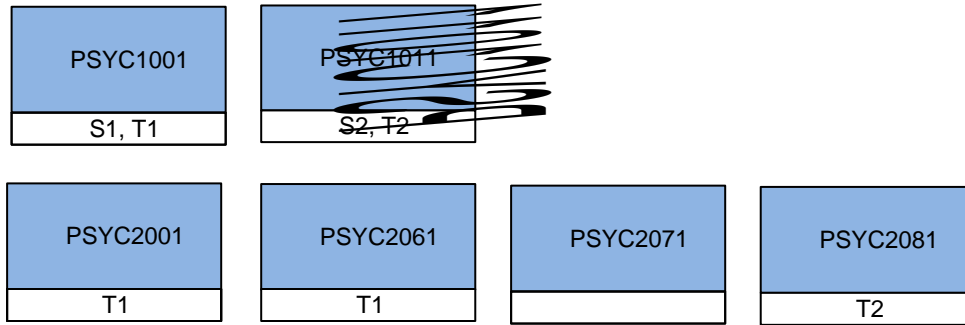 PSYC1001
PSYC1011
S1, T1
S2, T2
PSYC2001
PSYC2061
PSYC2071
PSYC2081
T1
T1
T2